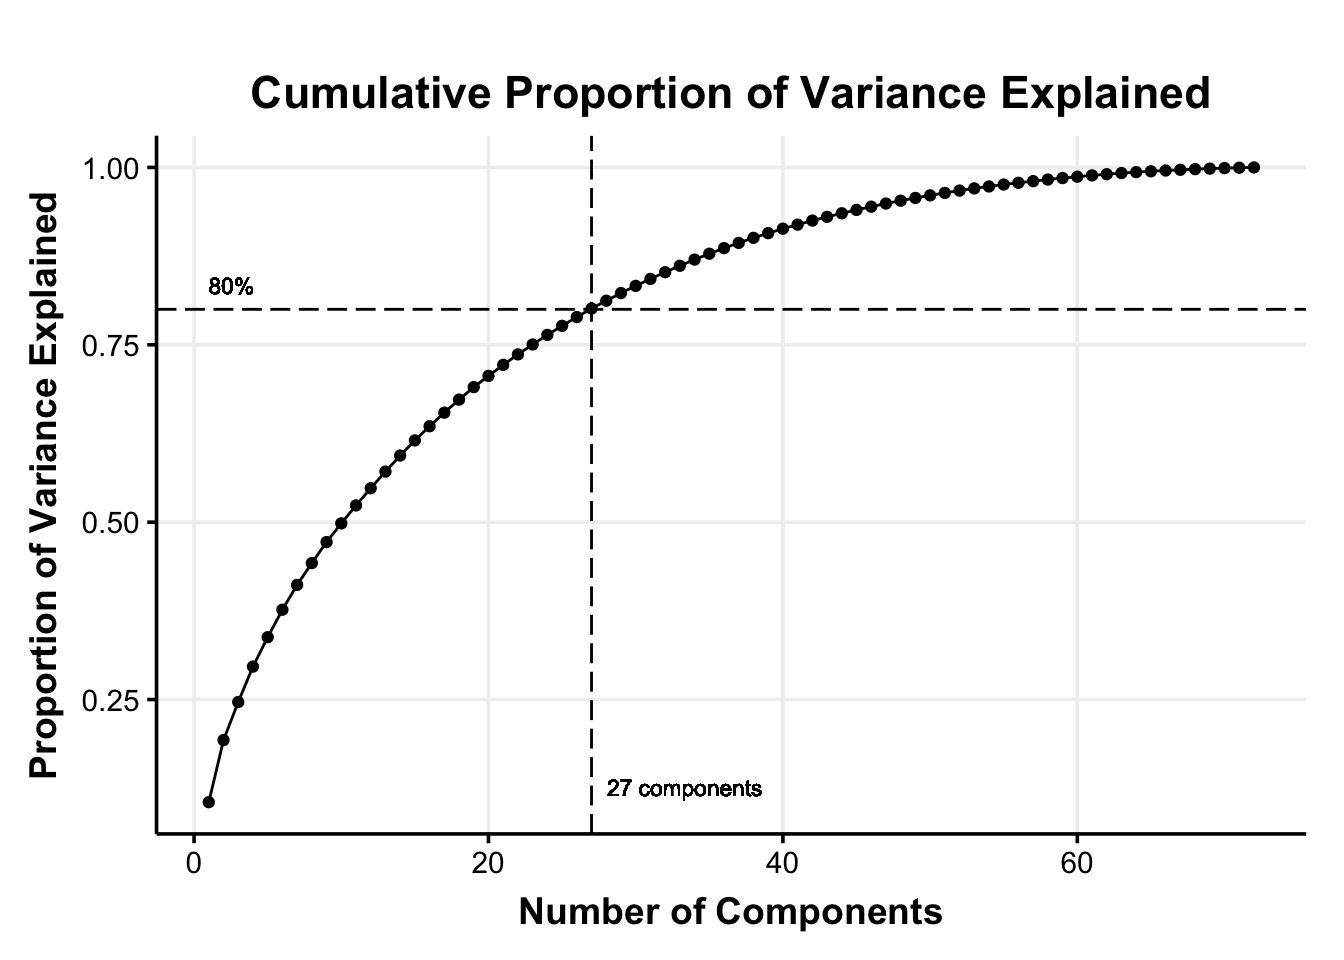 Cumulative Proportion of Variance Explained
Proportion of Variance Explained
1.00
0.75
0.50
0.25
80%
27 components
0 20 40 60
Number of Components